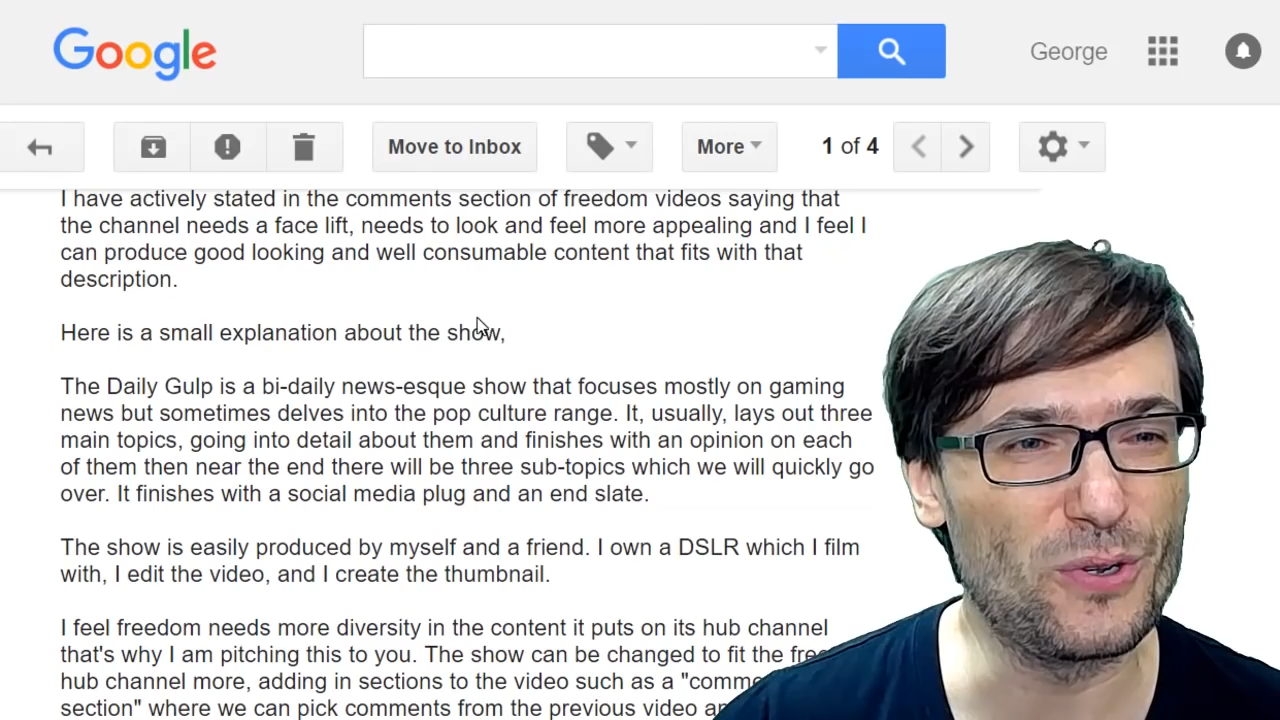 Google
George
Move to Inbox
More
1 of 4
I have actively stated in the comments section of freedom videos saying that
the channel needs a face lift, needs to look and feel more appealing and I feel I
can produce good looking and well consumable content that fits with that
description.
Here is a small explanation about the show,
The Daily Gulp is a bi-daily news-esque show that focuses mostly on gaming
news but sometimes delves into the pop culture range. It, usually, lays out three
main topics, going into detail about them and finishes with an opinion on each
of them then near the end there will be three sub-topics which we will quickly go
over. It finishes with a social media plug and an end slate.
The show is easily produced by myself and a friend. I own a DSLR which I film
with, I edit the video, and I create the thumbnail.
I feel freedom needs more diversity in the content it puts on its hub channel
that's why I am pitching this to you. The show can be changed to fit the
hub channel more, adding in sections to the video such as a
section" where we can pick comments from the previous video